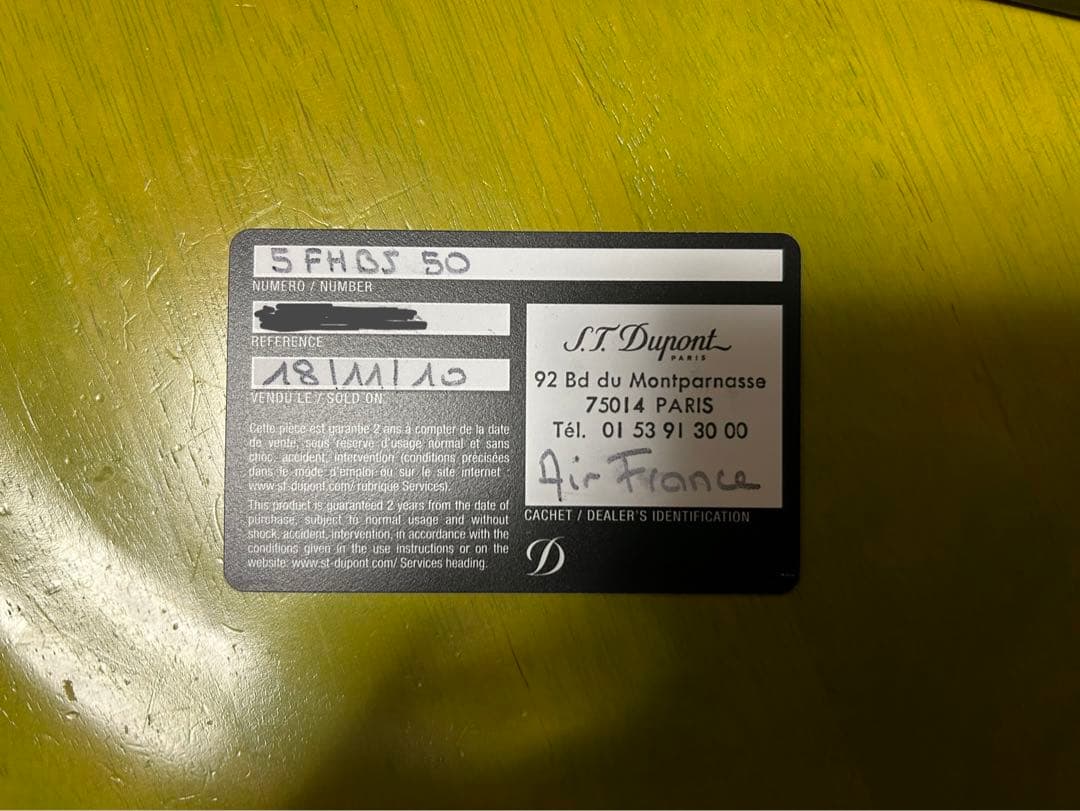 5FHBJ 50
NUMÉRO / NUMBER
RÉFÉRENCE
18/11/10
VENDU LE / SOLD ON
Cette pièce est garantie 2 ans à compter de la date
de vente, sous réserve d'usage normal et sans
choc, accident, intervention (conditions précisées
dans le mode d'emploi ou sur le site internet :
www.st-dupont.com/ rubrique Services).
This product is guaranteed 2 years from the date of
purchase, subject to normal usage and without
shock, accident, intervention, in accordance with the
conditions given in the use instructions or on the
website: www.st-dupont.com/ Services heading.
S.T. Dupont
PARIS
92 Bd du Montparnasse
75014 PARIS
Tél. 01 53 91 30 00
Air France
CACHET / DEALER'S IDENTIFICATION
D